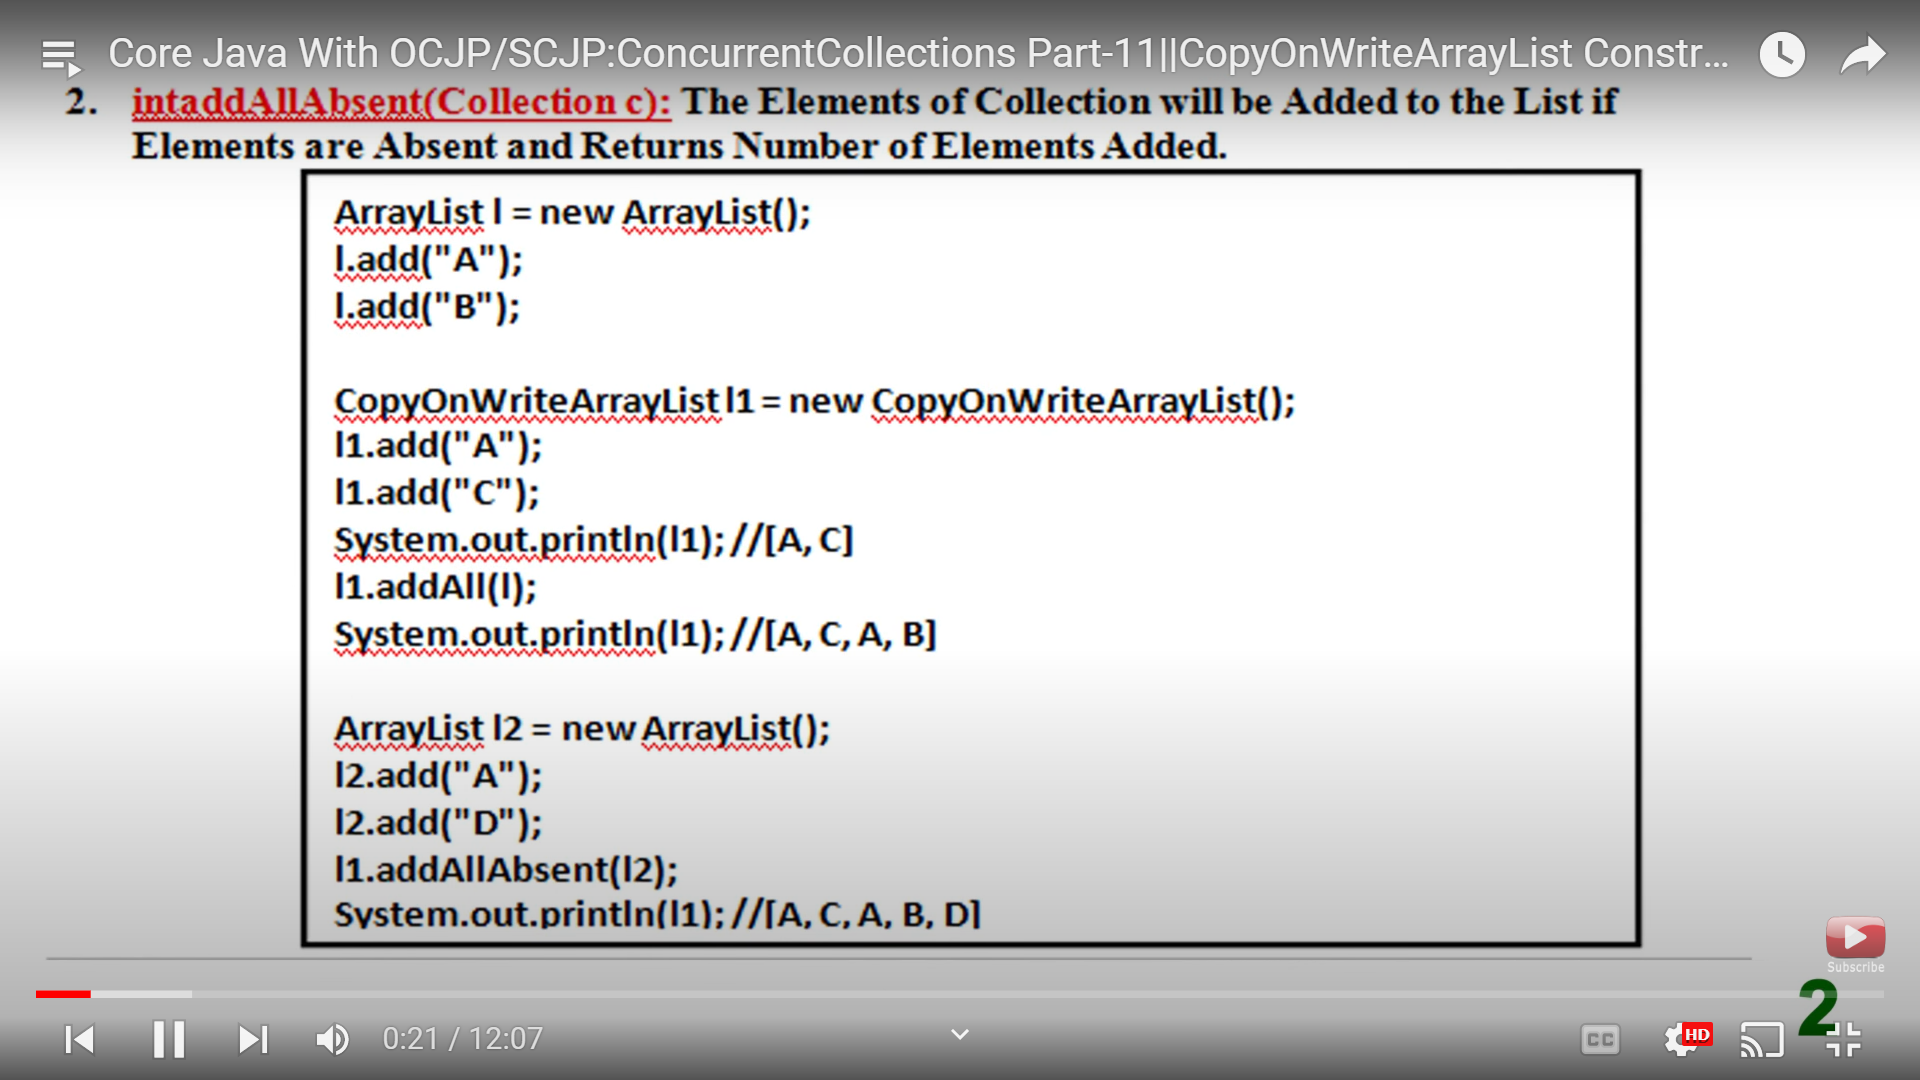 Core Java With OCJP/SCJP:ConcurrentCollections Part-11||CopyOnWriteArrayList Constr...
2. intaddAllAbsent(Collection c): The Elements of Collection will be Added to the List if
Elements are Absent and Returns Number of Elements Added.
ArrayList l = new ArrayList();
l.add("A");
l.add("B");
CopyOnWriteArrayList l1 = new CopyOnWriteArrayList();
l1.add("A");
l1.add("C");
System.out.println(l1); //[A, C]
l1.addAll(l);
System.out.println(l1); //[A, C, A, B]
ArrayList l2 = new ArrayList();
l2.add("A");
l2.add("D");
l1.addAllAbsent(l2);
System.out.println(l1); //[A, C, A, B, D]
Subscribe
2
0:21 / 12:07
CC
HD